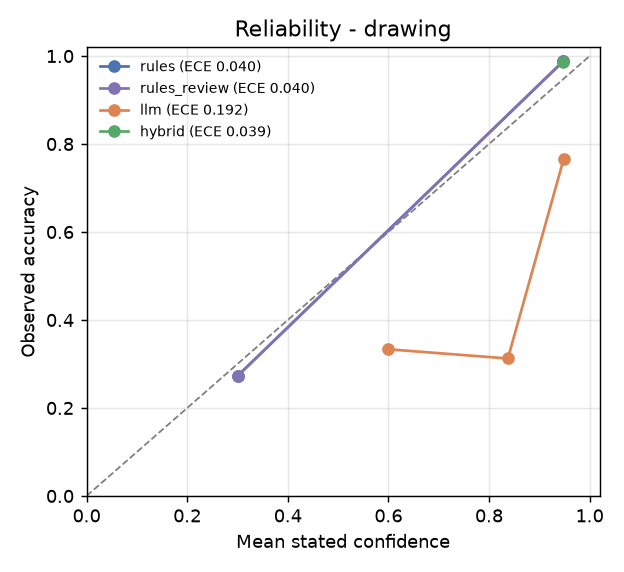 Reliability - drawing
rules (ECE 0.040)
rules_review (ECE 0.040)
llm (ECE 0.192)
hybrid (ECE 0.039)
Observed accuracy
1.0
0.8
0.6
0.4
0.2
0.0
0.0 0.2 0.4 0.6 0.8 1.0
Mean stated confidence